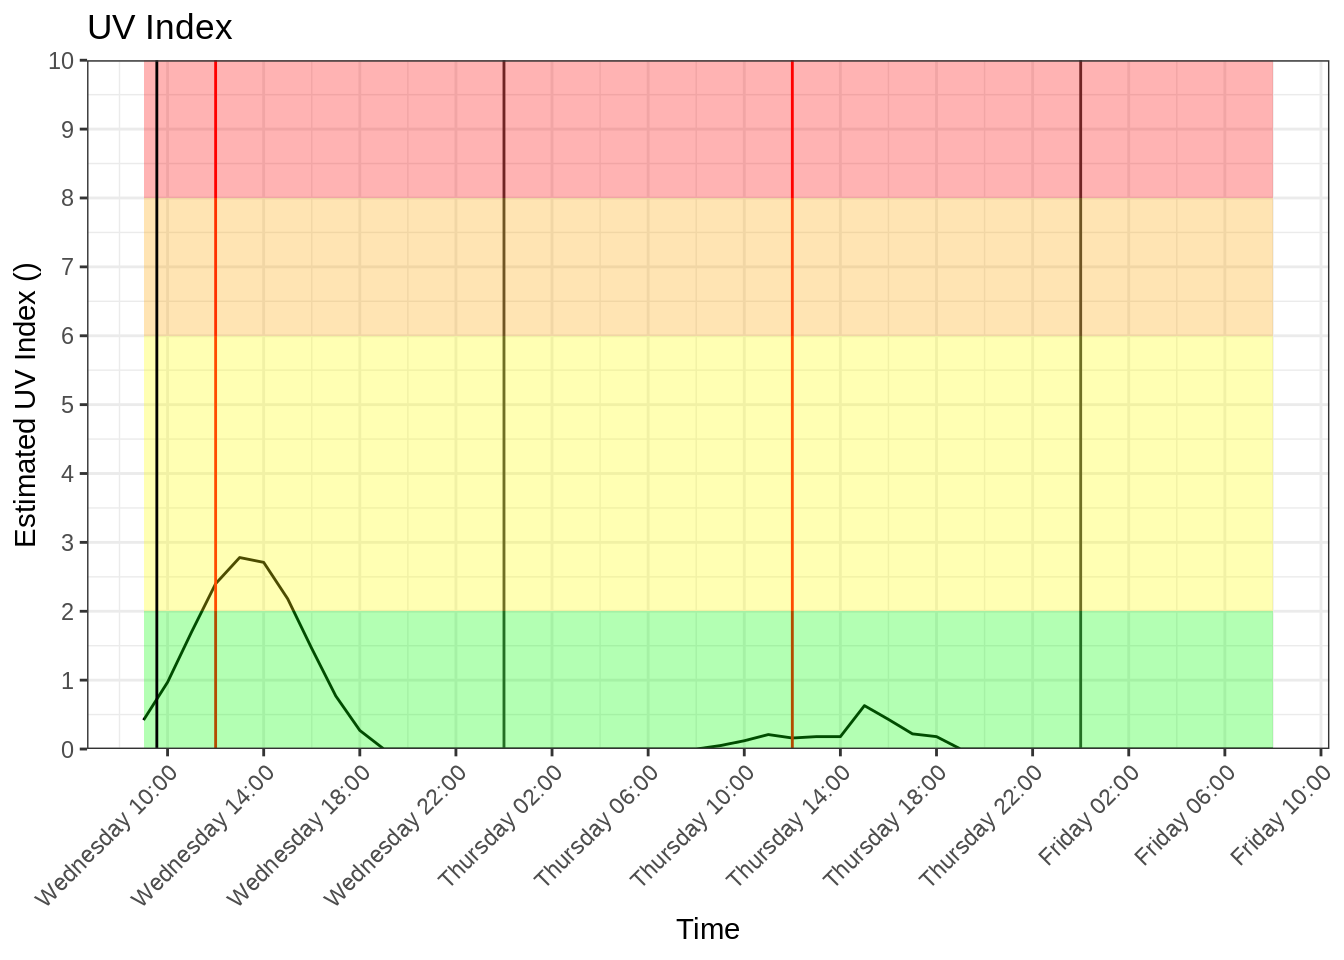 UV Index
10
9
8
7
6
5
4
3
2
1
0
Estimated UV Index ()
Wednesday 10:00
Wednesday 14:00
Wednesday 18:00
Wednesday 22:00
Thursday 02:00
Thursday 06:00
Thursday 10:00
Thursday 14:00
Thursday 18:00
Thursday 22:00
Friday 02:00
Friday 06:00
Friday 10:00
Time